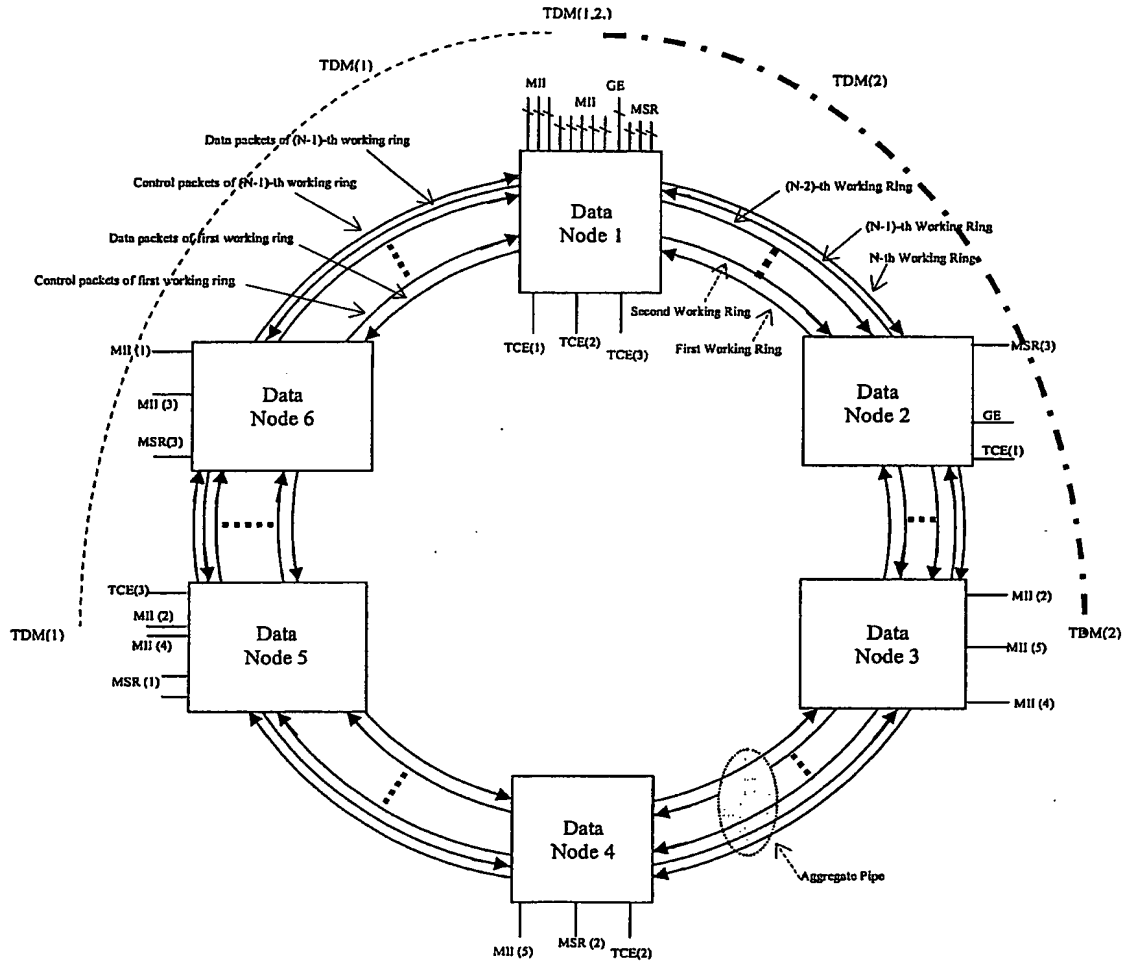 TDM(1,2,)
TDM(1)
TDM(2)
MII
GE
MII
MSR
Data packets of (N-1)-th working ring
Control packets of (N-1)-th working ring
Data packets of first working ring
Control packets of first working ring
Data
Node 1
(N-2)-th Working Ring
(N-1)-th Working Ring
N-th Working Ring
Second Working Ring
First Working Ring
TCE(1)
TCE(2)
TCE(3)
MII (1)
MII (3)
MSR(3)
Data
Node 6
Data
Node 2
MSR(3)
GE
TCE(1)
TDM(1)
TCE(3)
MII (2)
MII (4)
MSR (1)
Data
Node 5
Data
Node 3
MII (2)
MII (5)
MII (4)
TDM(2)
Data
Node 4
Aggregate Pipe
MII (5)
MSR (2)
TCE(2)